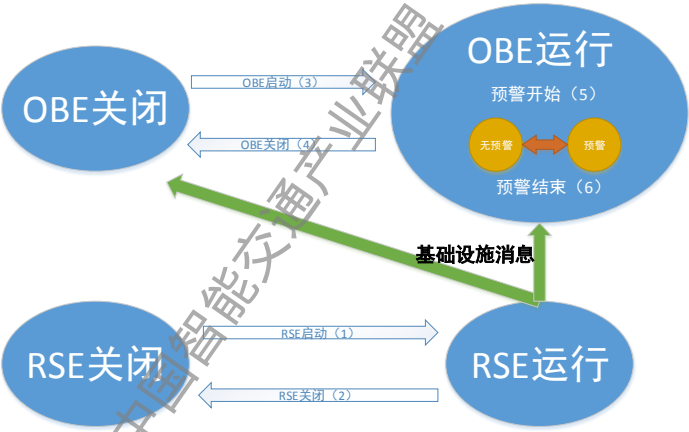 OBE关闭
OBE启动（3）
OBE关闭（4）
OBE运行
预警开始（5）
无预警
预警
预警结束（6）
基础设施消息
RSE关闭
RSE启动（1）
RSE关闭（2）
RSE运行
中国智能交通产业联盟